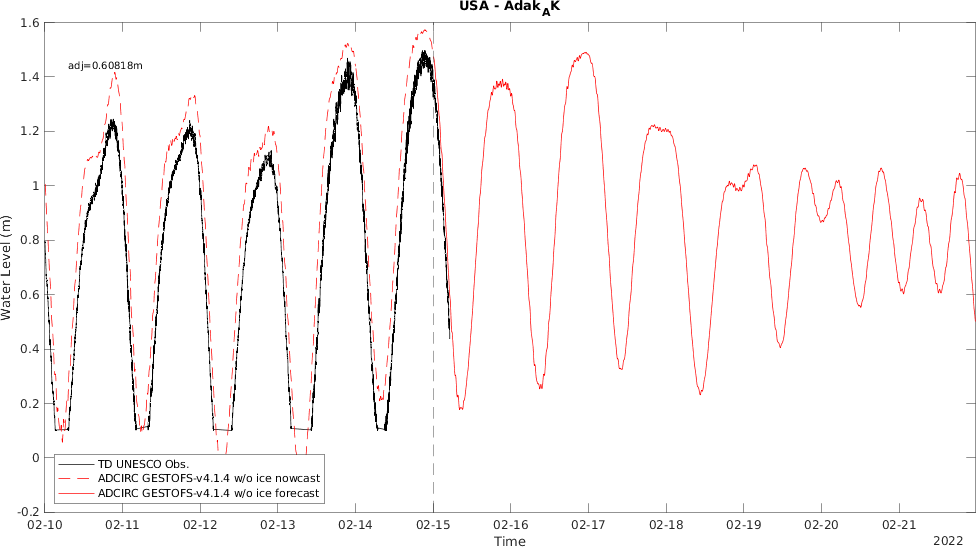 USA - Adak_AK
1.6
1.4
1.2
1
0.8
0.6
0.4
0.2
0
-0.2
Water Level (m)
adj=0.60818m
TD UNESCO Obs.
ADCIRC GESTOFS-v4.1.4 w/o ice nowcast
ADCIRC GESTOFS-v4.1.4 w/o ice forecast
02-10 02-11 02-12 02-13 02-14 02-15 02-16 02-17 02-18 02-19 02-20 02-21
Time
2022